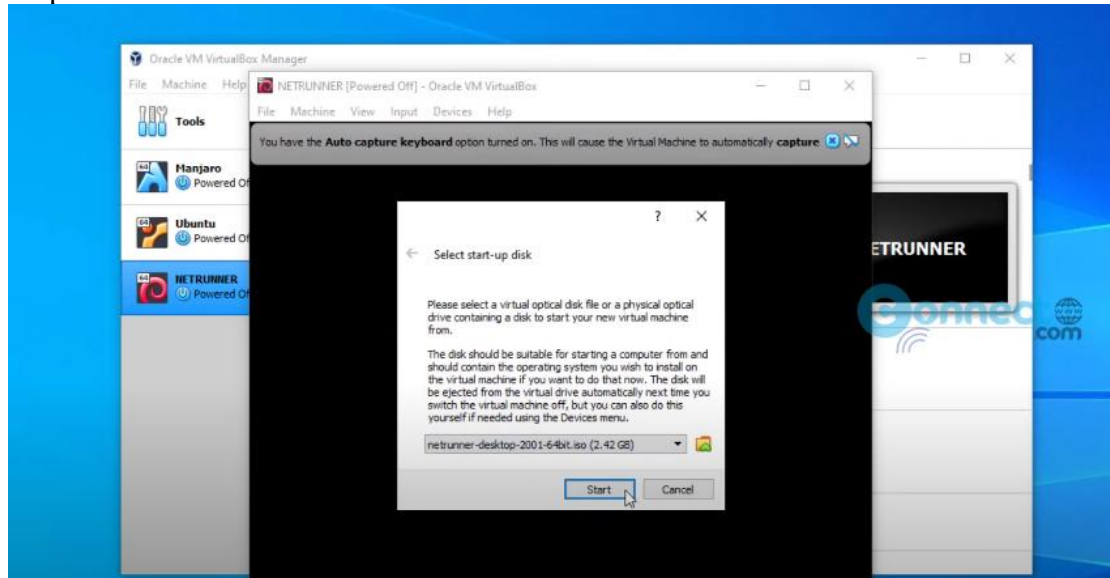 Oracle VM VirtualBox Manager
File Machine Help
NETRUNNER [Powered Off] - Oracle VM VirtualBox
File Machine View Input Devices Help
Tools
You have the Auto capture keyboard option turned on. This will cause the Virtual Machine to automatically capture
64
Manjaro
Powered Of
64
Ubuntu
Powered Of
64
NETRUNNER
Powered Of
ETRUNNER
?
Select start-up disk
Please select a virtual optical disk file or a physical optical
drive containing a disk to start your new virtual machine
from.
The disk should be suitable for starting a computer from and
should contain the operating system you wish to install on
the virtual machine if you want to do that now. The disk will
be ejected from the virtual drive automatically next time you
switch the virtual machine off, but you can also do this
yourself if needed using the Devices menu.
netrunner-desktop-2001-64bit.iso (2.42 GB)
Start Cancel
Connect
www
.com